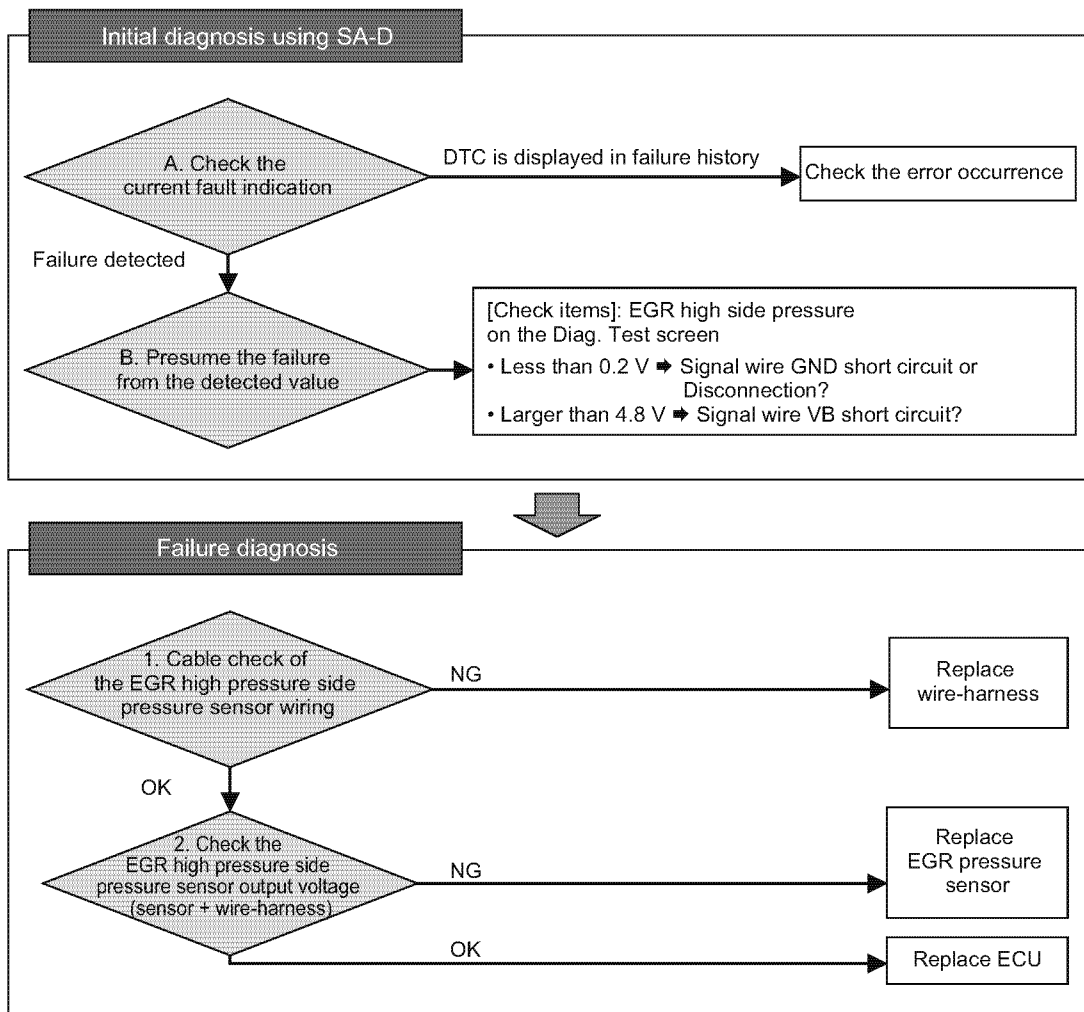 Initial diagnosis using SA-D
A. Check the
current fault indication
DTC is displayed in failure history
Check the error occurrence
Failure detected
B. Presume the failure
from the detected value
[Check items]: EGR high side pressure
on the Diag. Test screen
• Less than 0.2 V ➡ Signal wire GND short circuit or
Disconnection?
• Larger than 4.8 V ➡ Signal wire VB short circuit?
Failure diagnosis
1. Cable check of
the EGR high pressure side
pressure sensor wiring
NG
Replace
wire-harness
OK
2. Check the
EGR high pressure side
pressure sensor output voltage
(sensor + wire-harness)
NG
Replace
EGR pressure
sensor
OK
Replace ECU